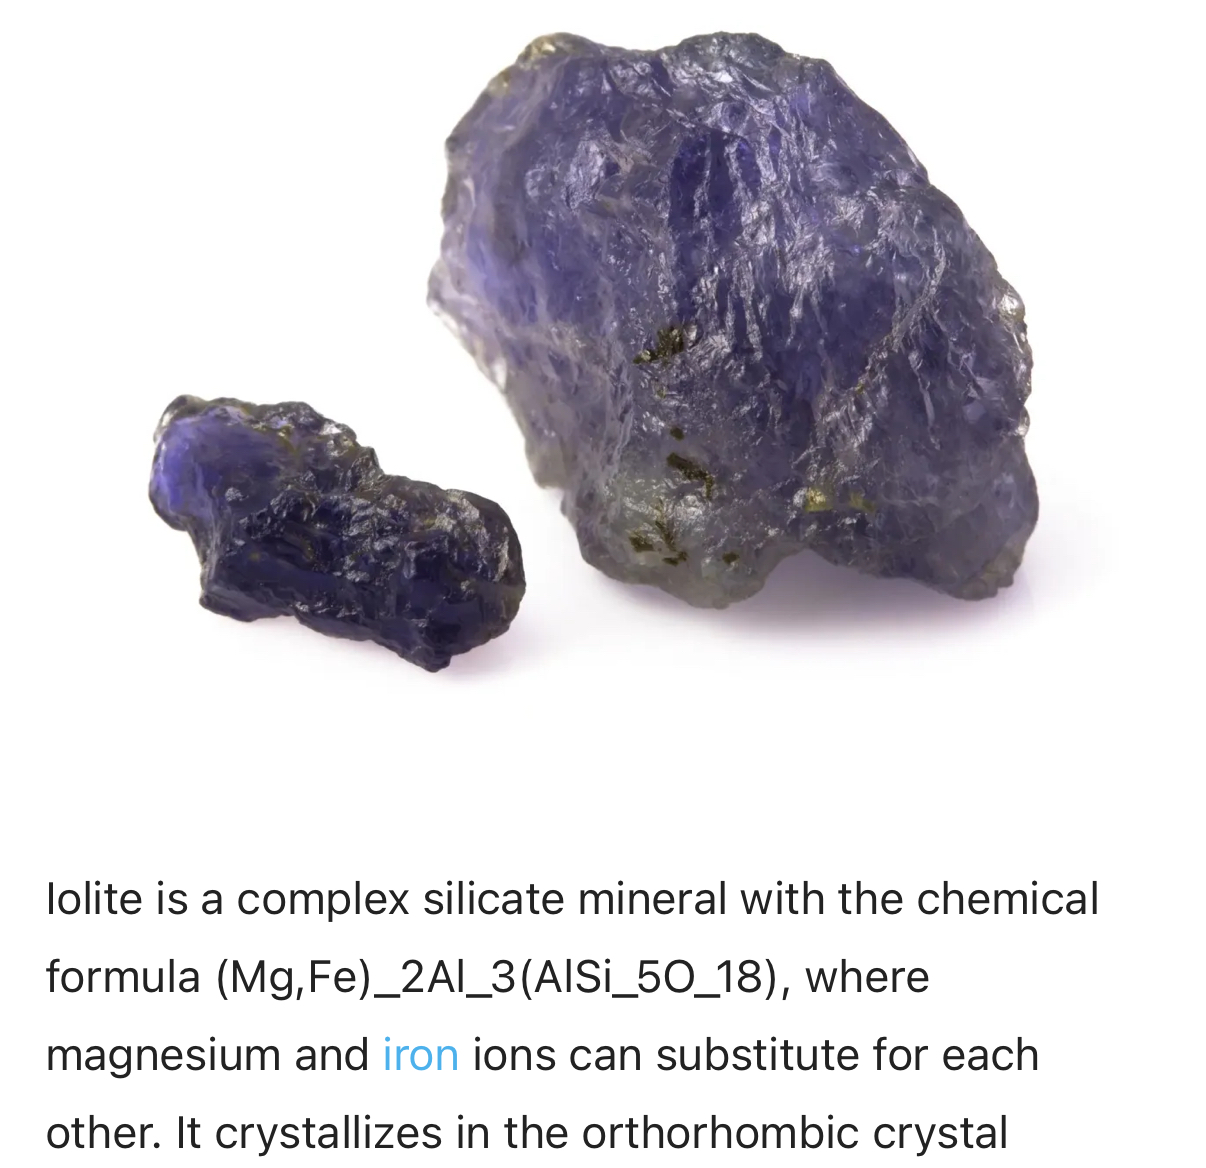 Iolite is a complex silicate mineral with the chemical
formula (Mg,Fe)_2Al_3(AlSi_5O_18), where
magnesium and iron ions can substitute for each
other. It crystallizes in the orthorhombic crystal